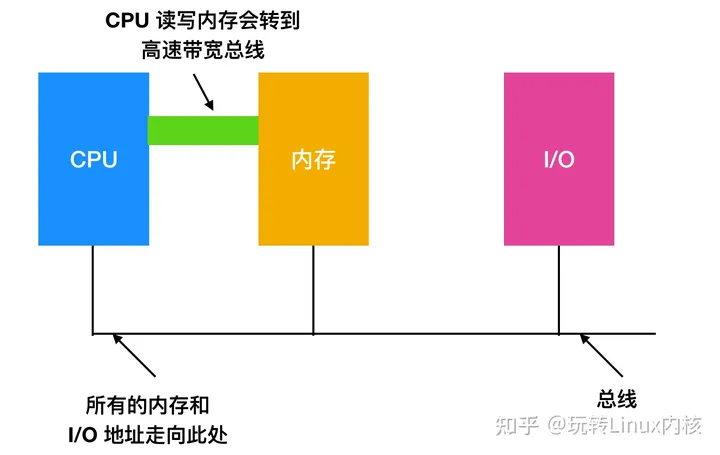 CPU 读写内存会转到
高速带宽总线
CPU
内存
I/O
所有的内存和
I/O 地址走向此处
总线
知乎 @玩转Linux内核